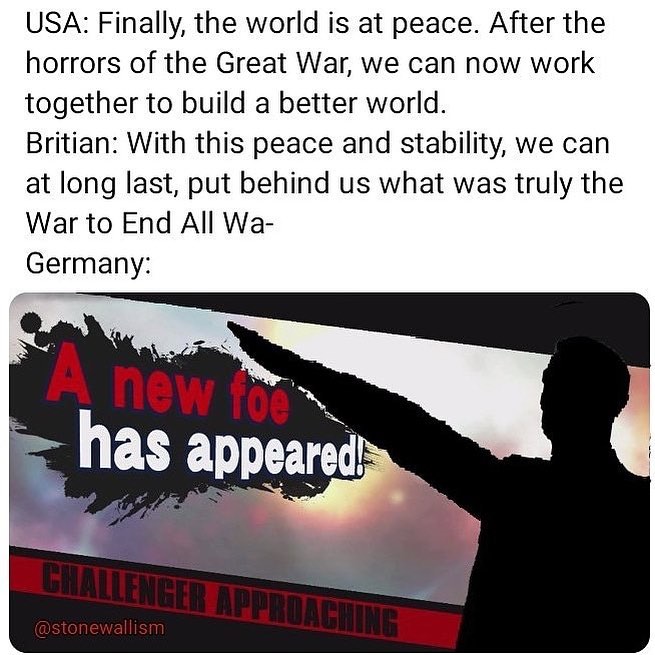 USA: Finally, the world is at peace. After the
horrors of the Great War, we can now work
together to build a better world.
Britian: With this peace and stability, we can
at long last, put behind us what was truly the
War to End All Wa-
Germany:
A new foe
has appeared!
CHALLENGER APPROACHING
@stonewallism